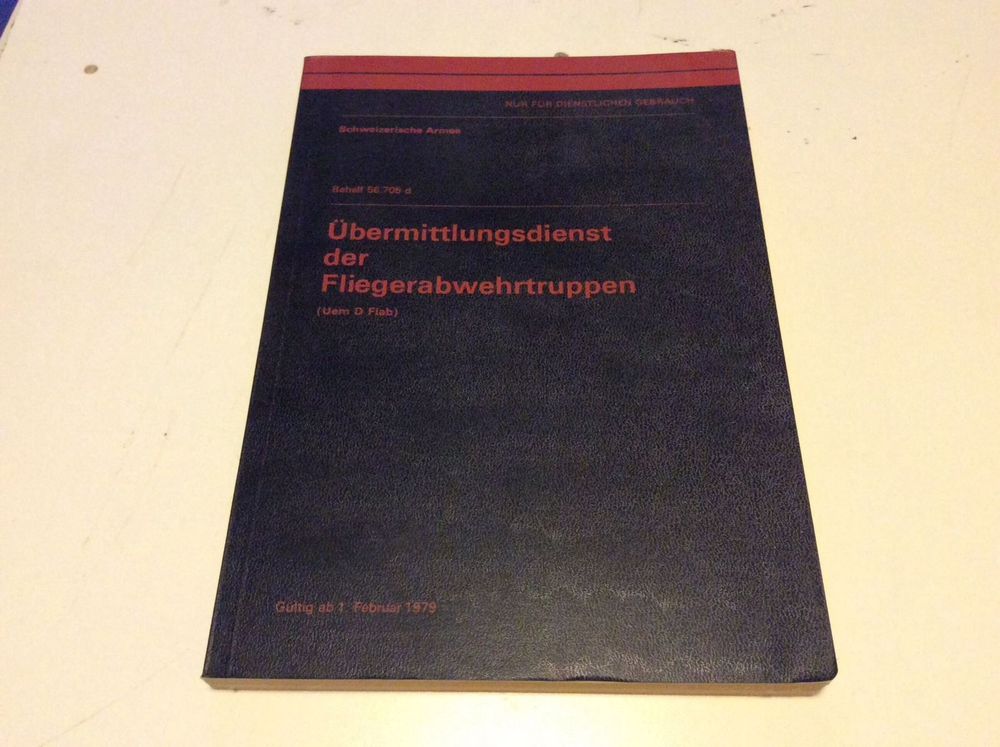 NUR FÜR DIENSTLICHEN GEBRAUCH
Schweizerische Armee
Behelf 56.705 d
Übermittlungsdienst
der
Fliegerabwehrtruppen
(Uem D Flab)
Gültig ab 1. Februar 1979